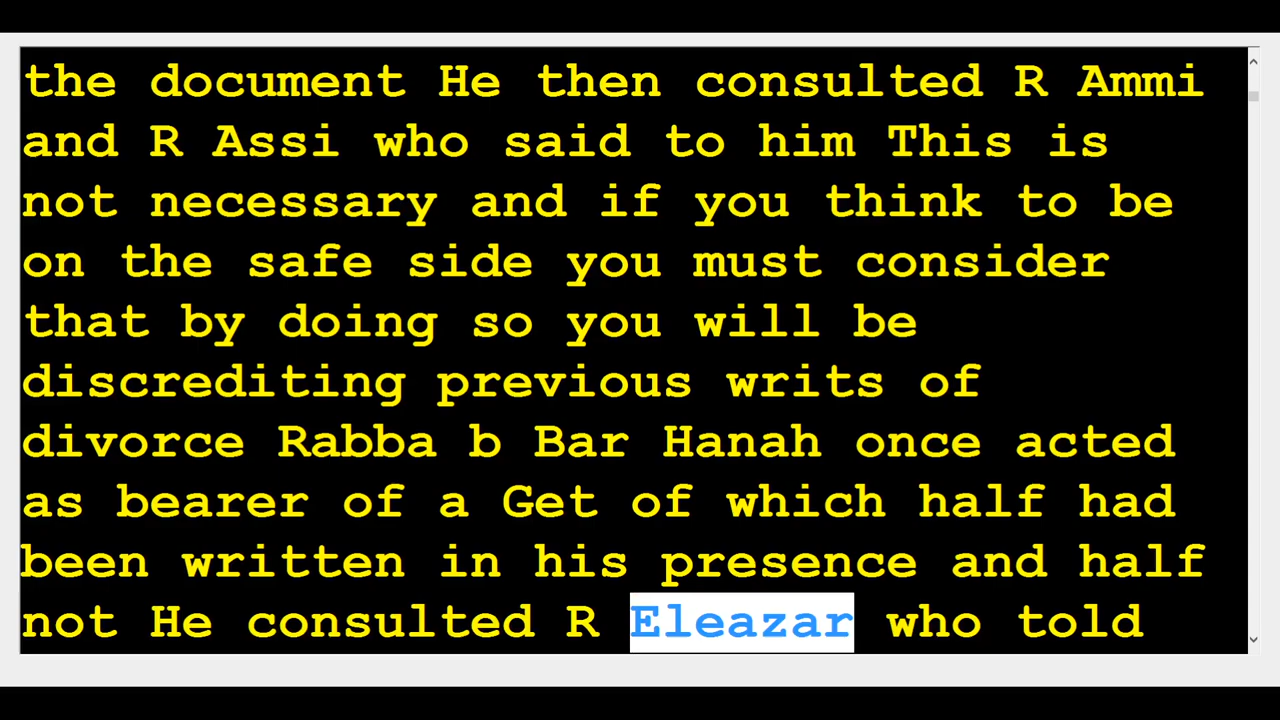 the document He then consulted R Ammi
and R Assi who said to him This is
not necessary and if you think to be
on the safe side you must consider
that by doing so you will be
discrediting previous writs of
divorce Rabba b Bar Hanah once acted
as bearer of a Get of which half had
been written in his presence and half
not He consulted R Eleazar who told